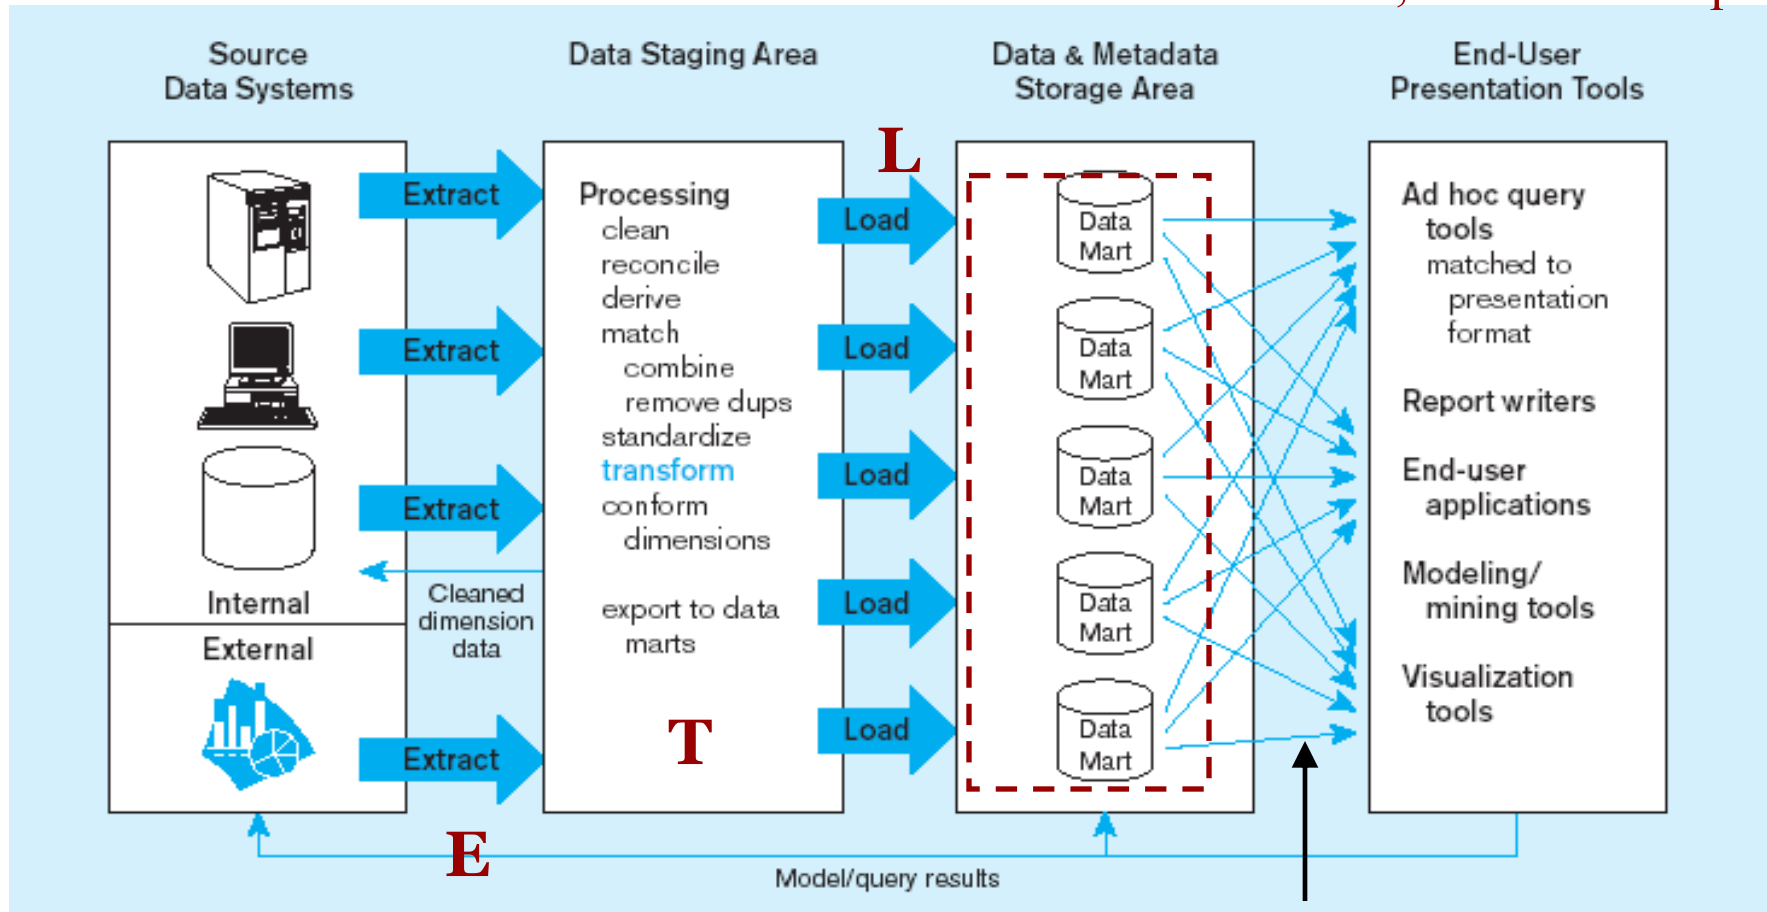 Source
Data Systems
Data Staging Area
Data & Metadata
Storage Area
End-User
Presentation Tools
Extract
Extract
Extract
Internal
External
Extract
Cleaned
dimension
data
E
Processing
clean
reconcile
derive
match
combine
remove dups
standardize
transform
conform
dimensions
export to data
marts
T
L
Load
Load
Load
Load
Load
Data
Mart
Data
Mart
Data
Mart
Data
Mart
Data
Mart
Ad hoc query
tools
matched to
presentation
format
Report writers
End-user
applications
Modeling/
mining tools
Visualization
tools
Model/query results